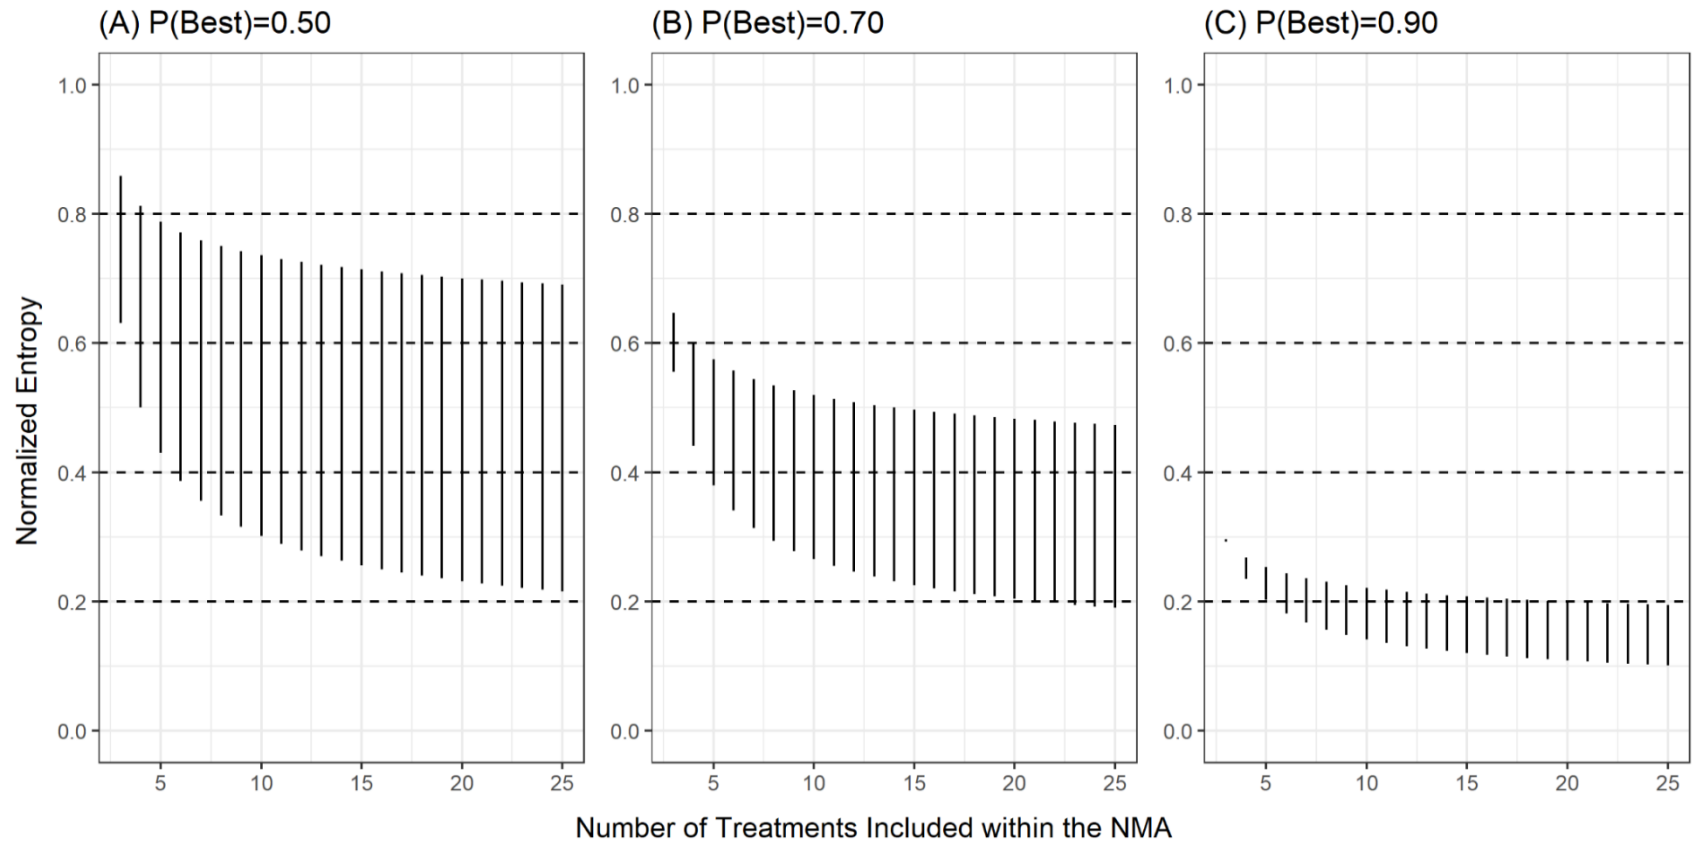 (A) P(Best)=0.50
(B) P(Best)=0.70
(C) P(Best)=0.90
Normalized Entropy
1.0
0.8
0.6
0.4
0.2
0.0
5 10 15 20 25
1.0
0.8
0.6
0.4
0.2
0.0
5 10 15 20 25
1.0
0.8
0.6
0.4
0.2
0.0
5 10 15 20 25
Number of Treatments Included within the NMA